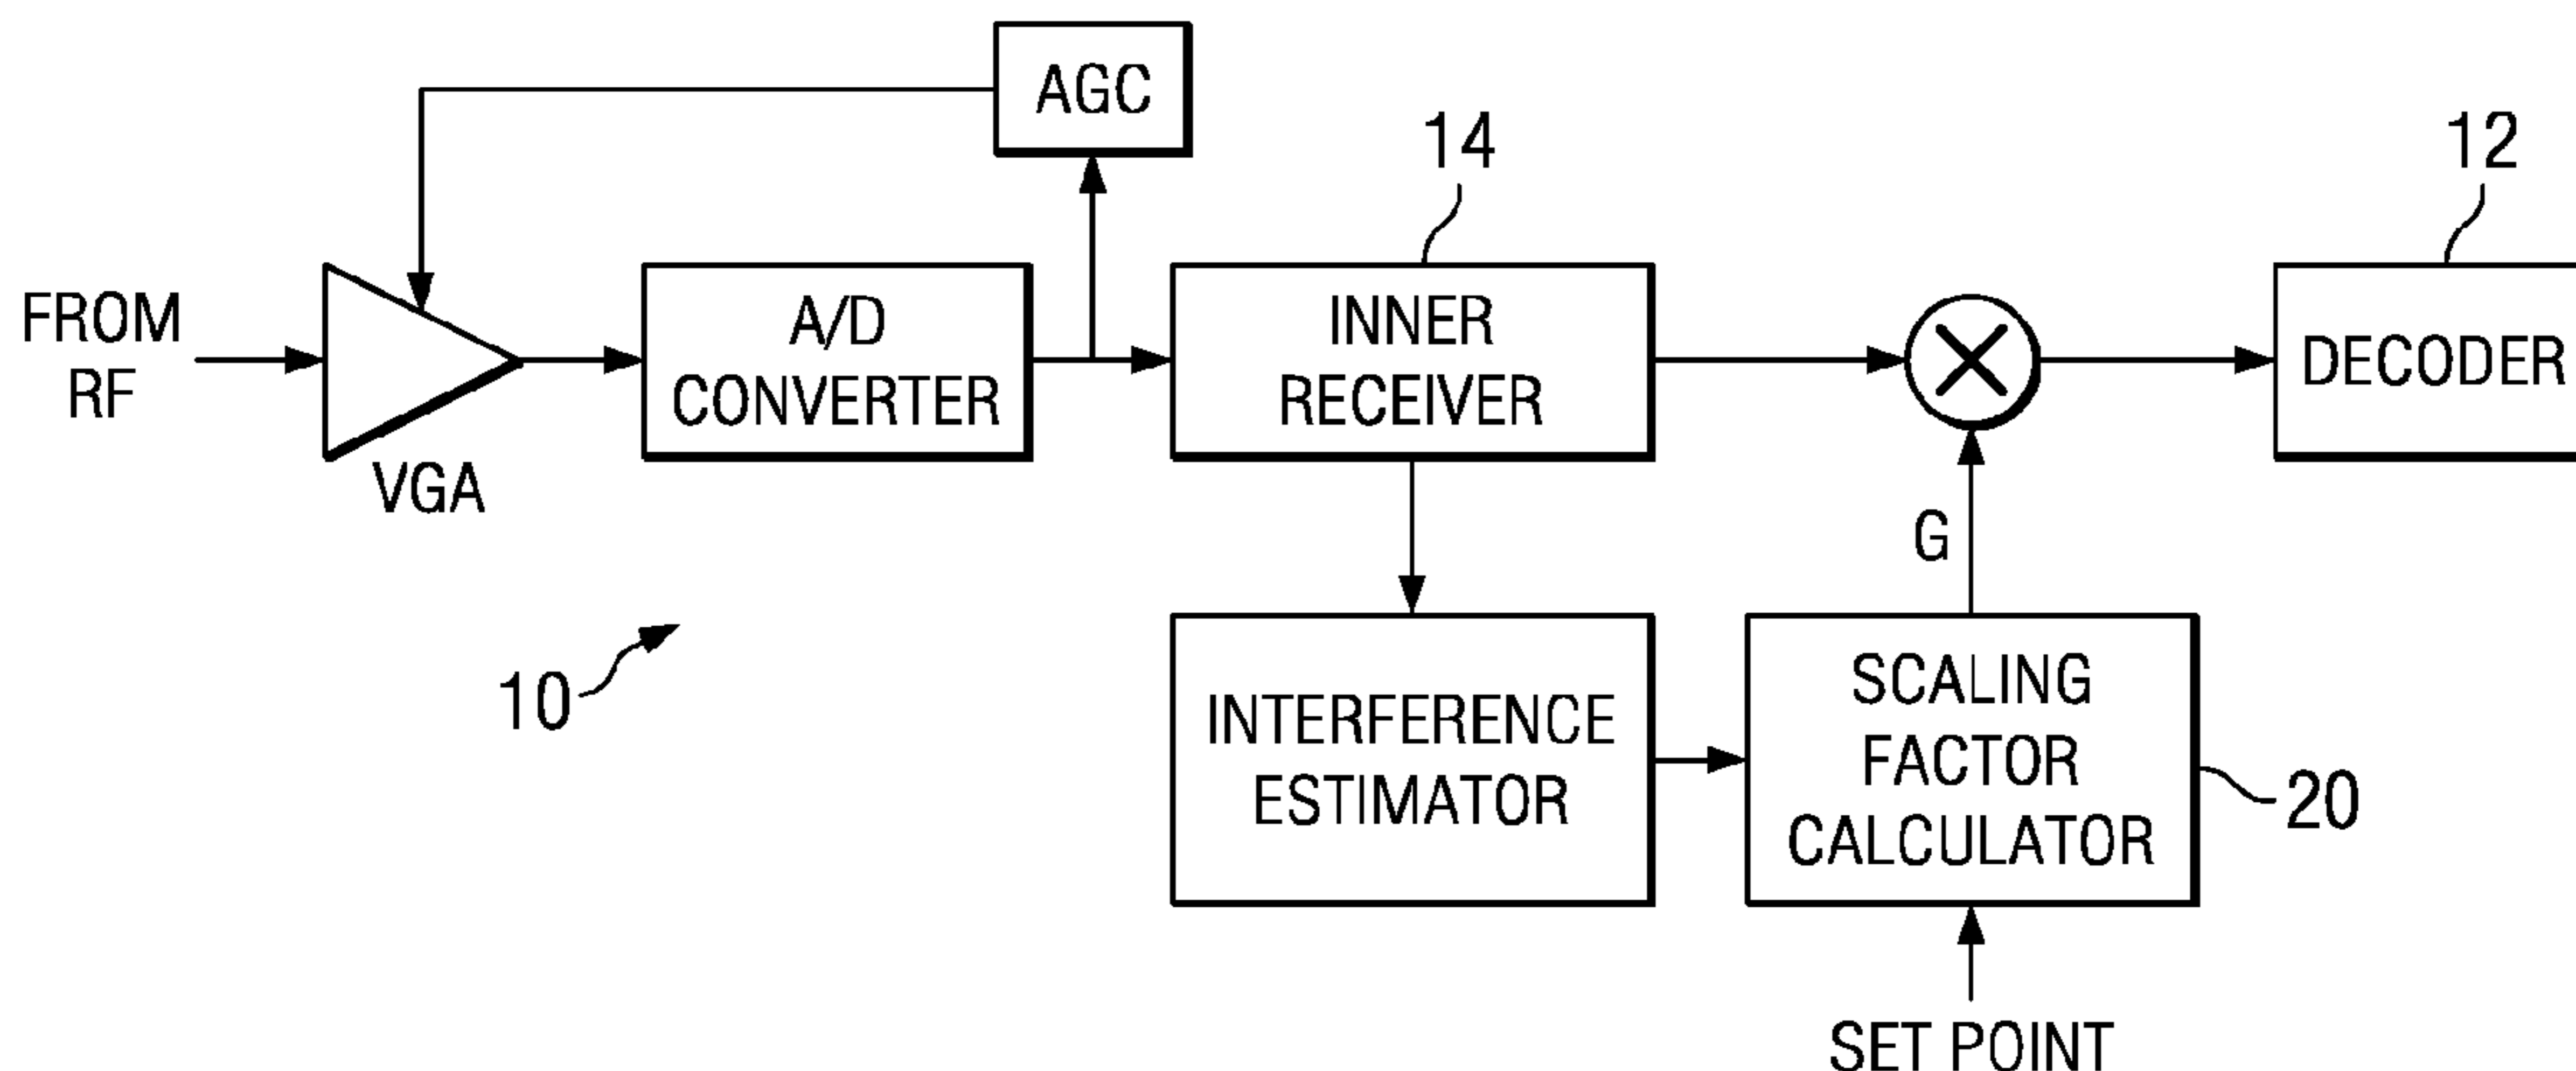 AGC
14
12
FROM
RF
VGA
A/D
CONVERTER
INNER
RECEIVER
DECODER
G
10
INTERFERENCE
ESTIMATOR
SCALING
FACTOR
CALCULATOR
20
SET POINT